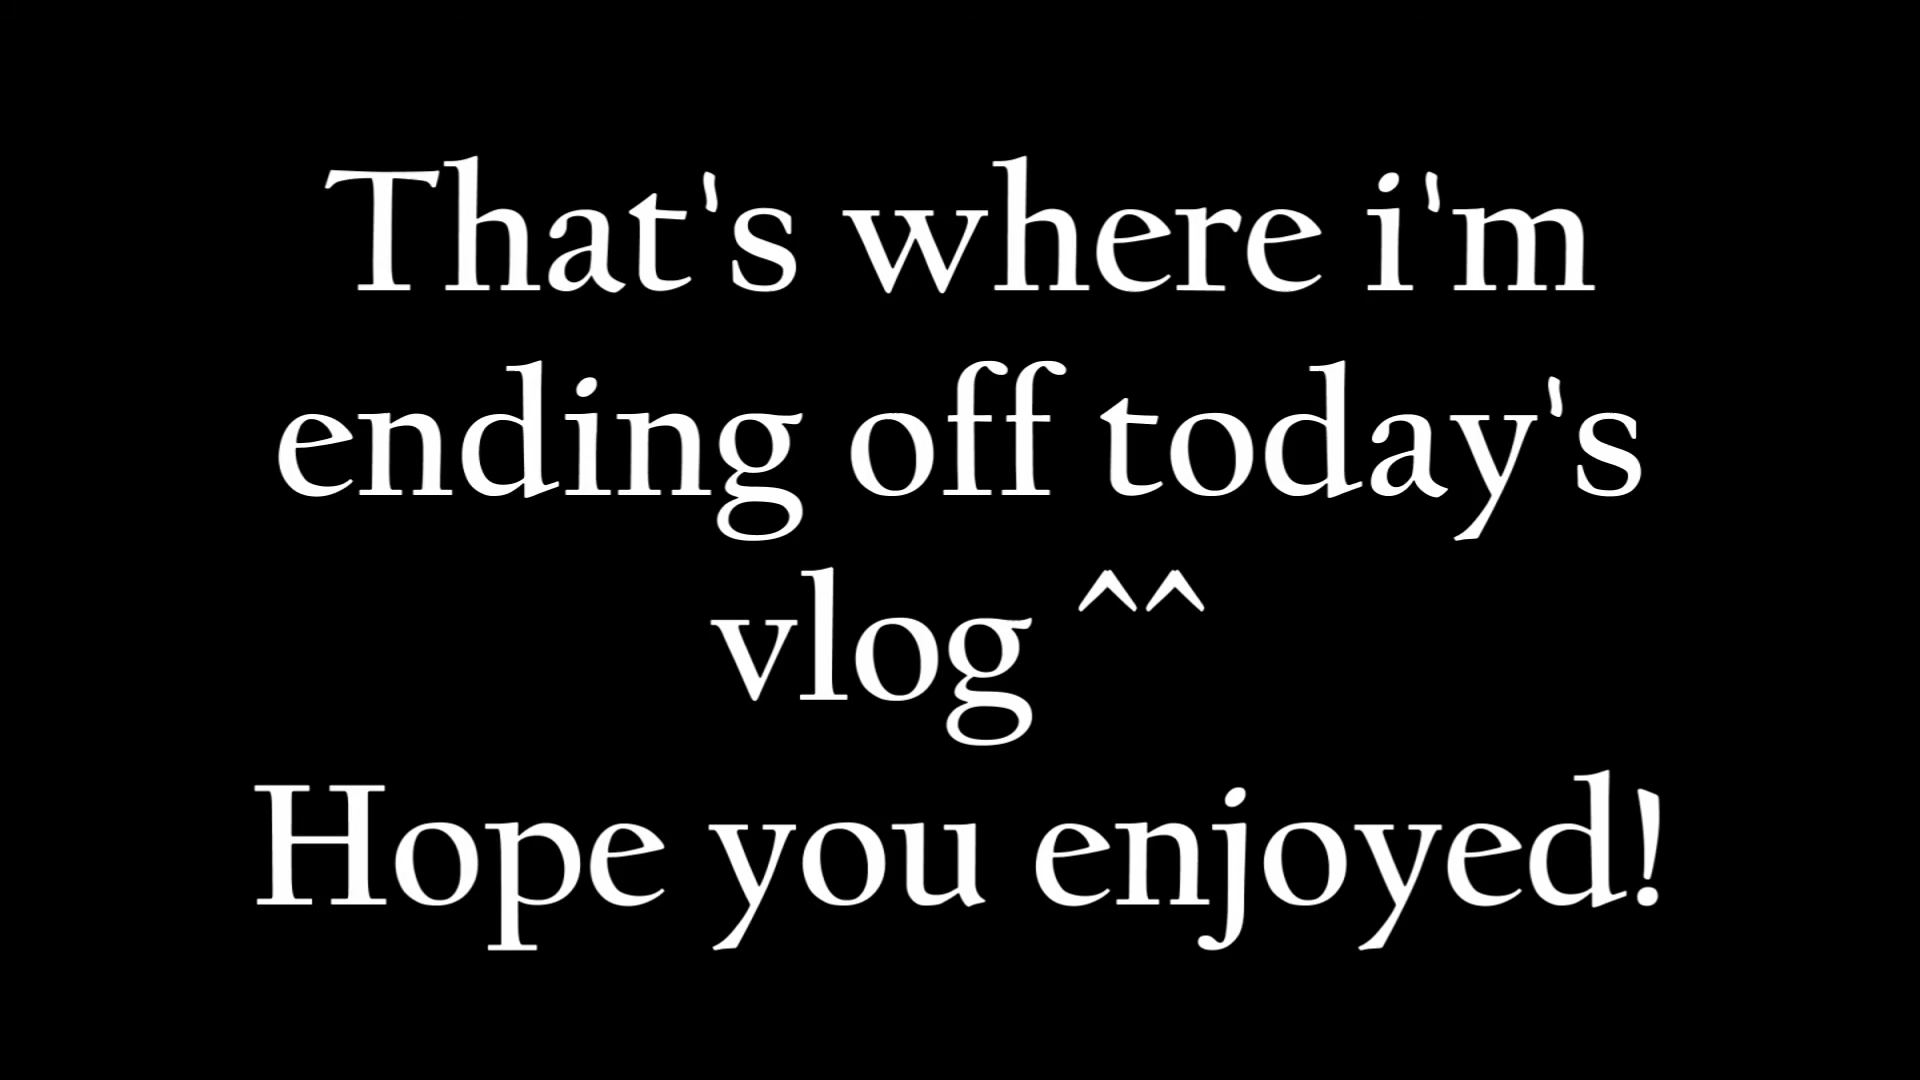 That's where i'm
ending off today's
vlog ^^
Hope you enjoyed!